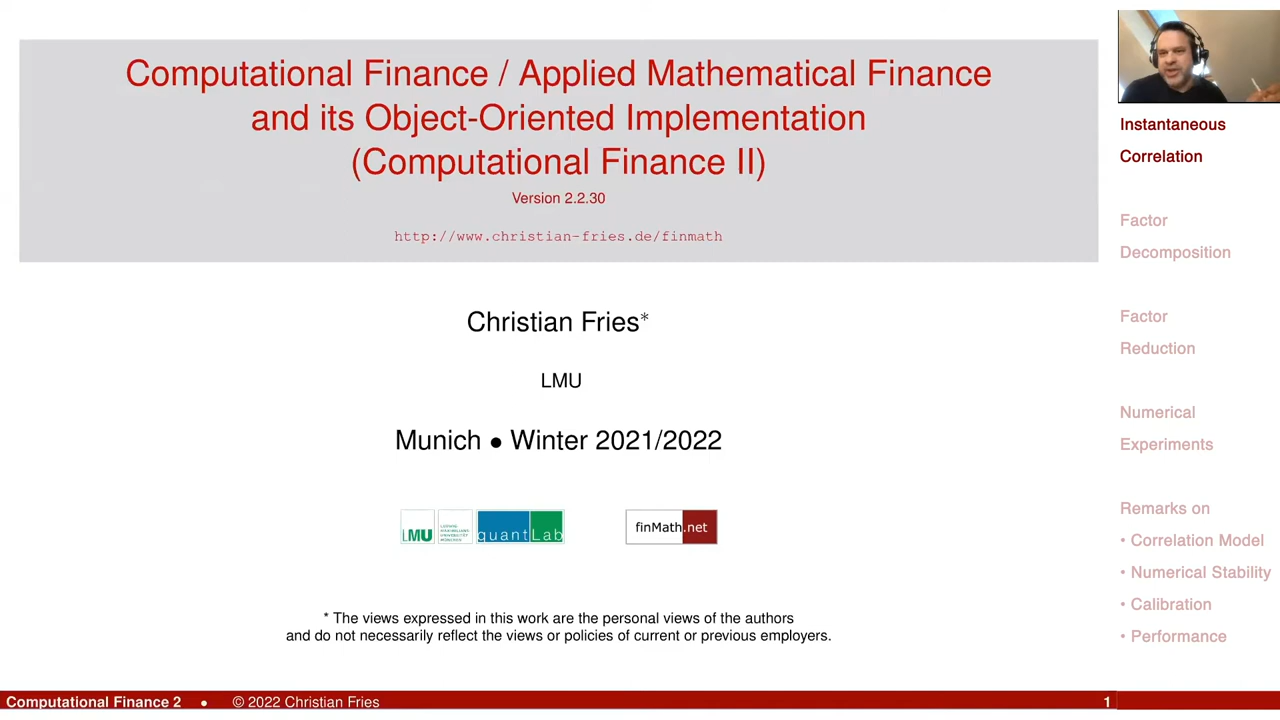 Computational Finance / Applied Mathematical Finance
and its Object-Oriented Implementation
(Computational Finance II)
Version 2.2.30
http://www.christian-fries.de/finmath
Christian Fries*
LMU
Munich • Winter 2021/2022
LMU
quantLab
finMath.net
* The views expressed in this work are the personal views of the authors
and do not necessarily reflect the views or policies of current or previous employers.
Instantaneous
Correlation
Factor
Decomposition
Factor
Reduction
Numerical
Experiments
Remarks on
• Correlation Model
• Numerical Stability
• Calibration
• Performance
Computational Finance 2 • © 2022 Christian Fries 1